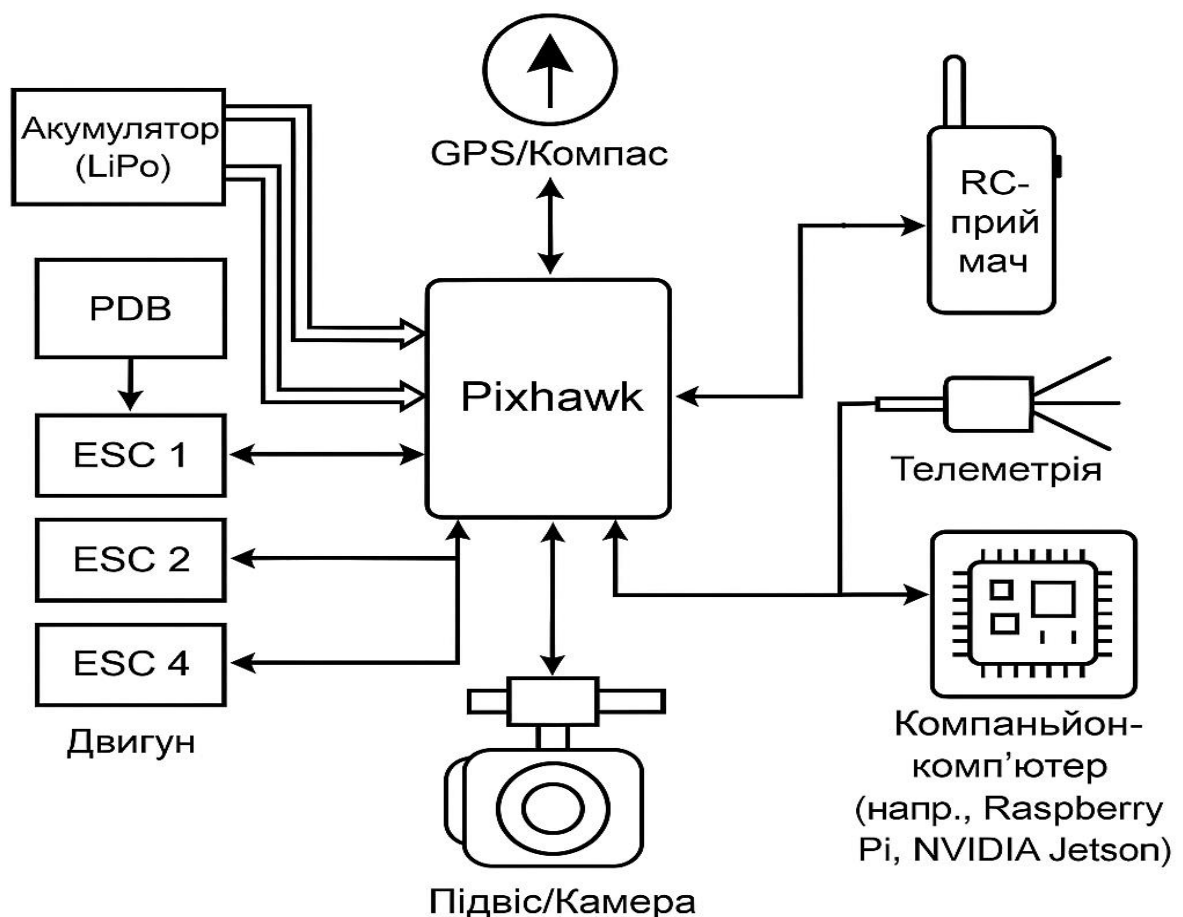 GPS/Компас
Акумулятор
(LiPo)
RC-
прий
мач
PDB
Pixhawk
ESC 1
Телеметрія
ESC 2
ESC 4
Двигун
Компаньйон-
комп’ютер
(напр., Raspberry
Pi, NVIDIA Jetson)
Підвіс/Камера